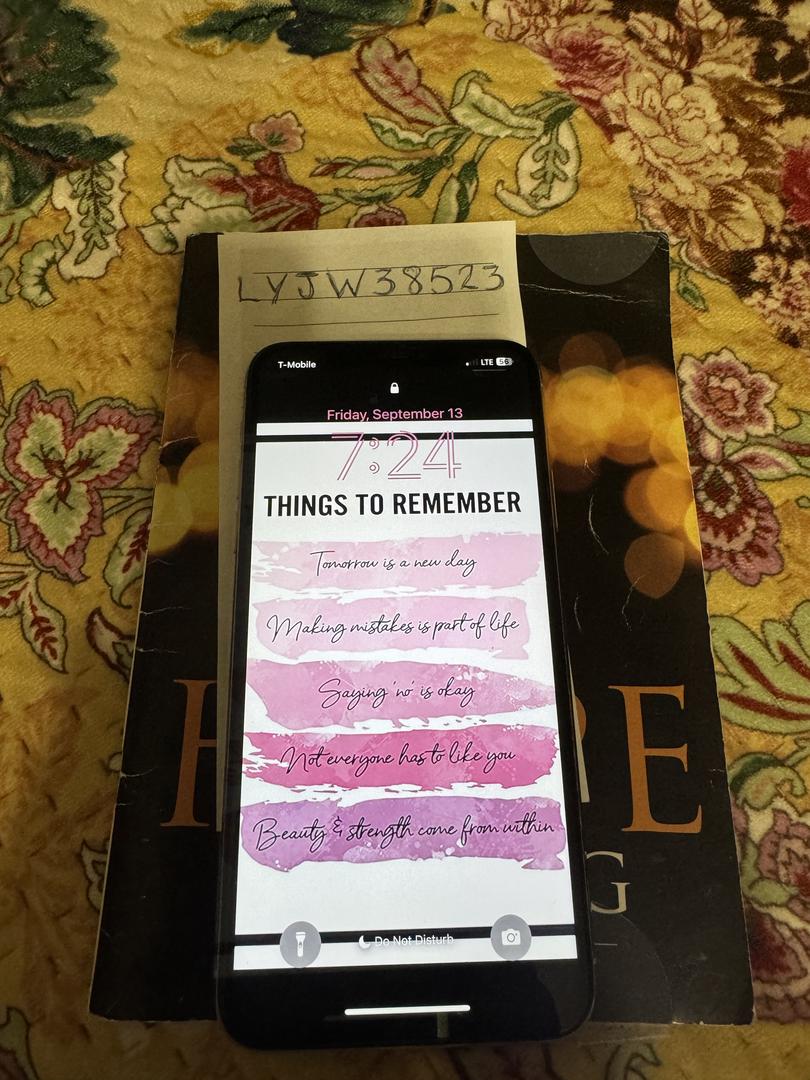 LYJW38523
T-Mobile LTE 56
Friday, September 13
7:24
THINGS TO REMEMBER
Tomorrow is a new day
Making mistakes is part of life
Saying 'no' is okay
Not everyone has to like you
Beauty & strength come from within
Do Not Disturb